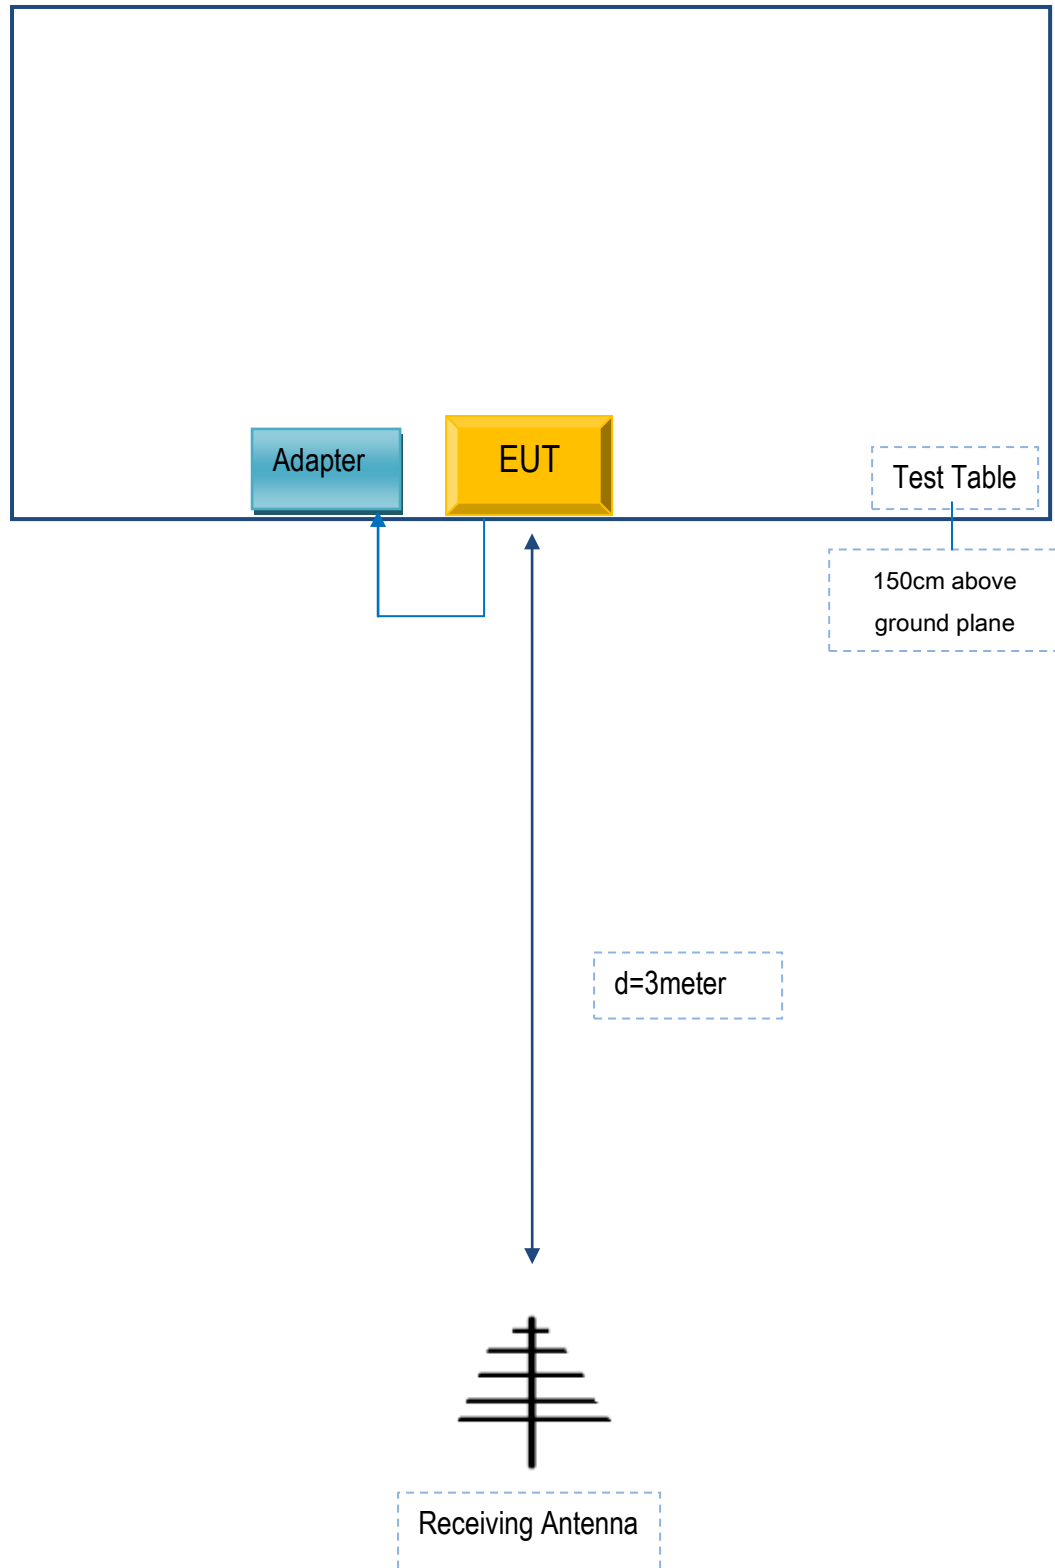 Adapter
EUT
Test Table
150cm above
ground plane
d=3meter
Receiving Antenna